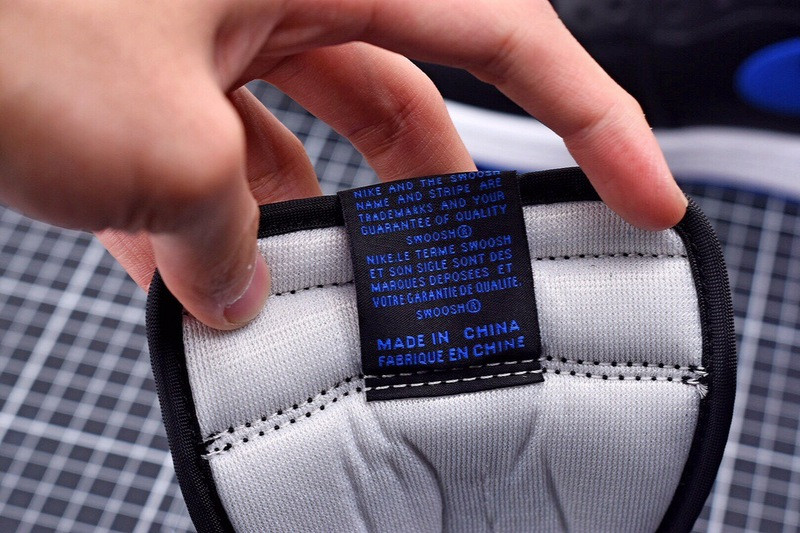 NIKE AND THE SWOOSH
NAME AND STRIPE ARE
TRADEMARKS AND YOUR
GUARANTEE OF QUALITY
SWOOSH®
NIKE.LE TERME SWOOSH
ET SON SIGLE SONT DES
MARQUES DEPOSEES ET
VOTRE GARANTIE DE QUALITE.
SWOOSH®
MADE IN CHINA
FABRIQUE EN CHINE